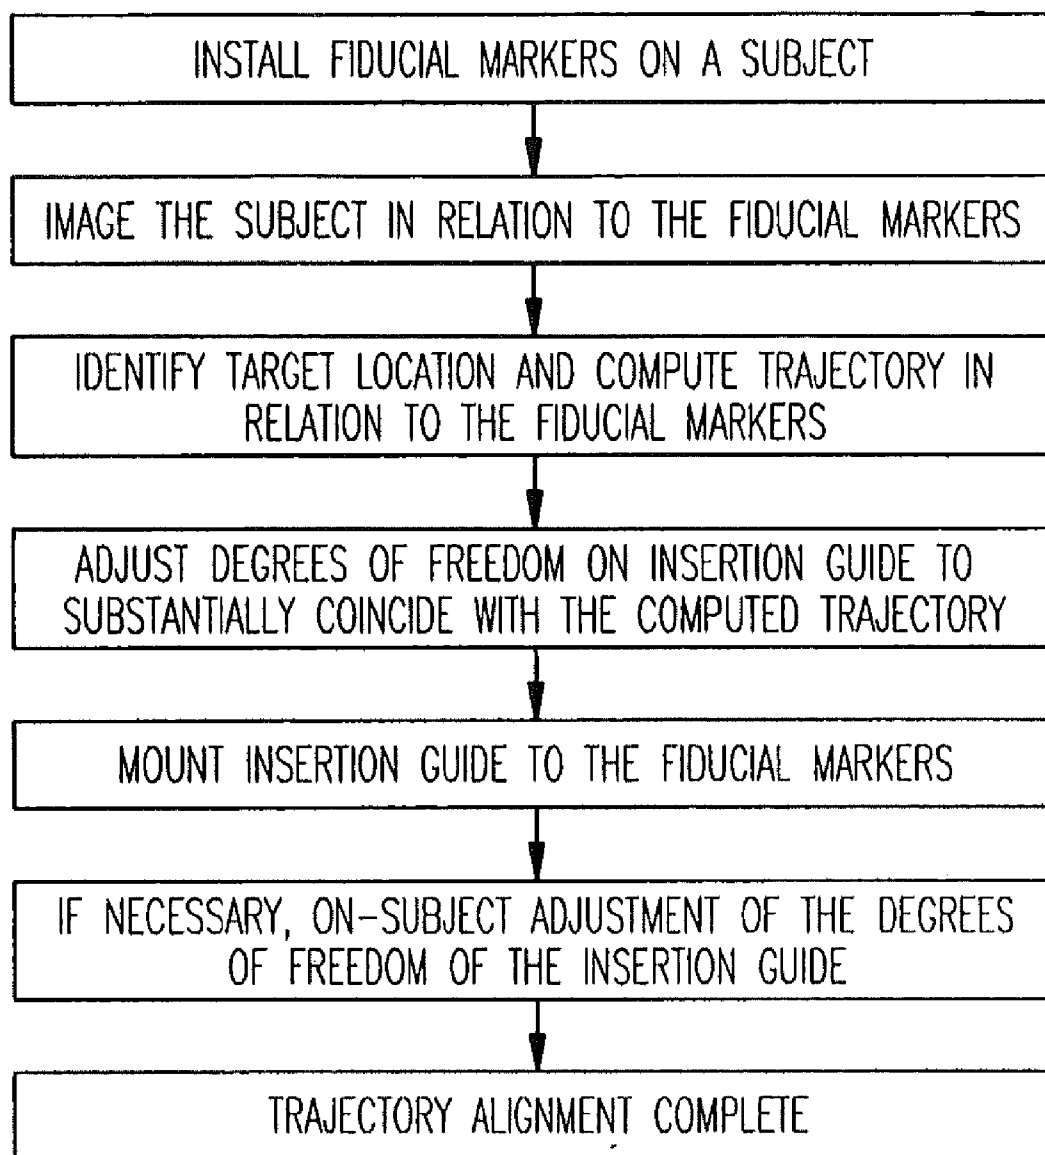 INSTALL FIDUCIAL MARKERS ON A SUBJECT
IMAGE THE SUBJECT IN RELATION TO THE FIDUCIAL MARKERS
IDENTIFY TARGET LOCATION AND COMPUTE TRAJECTORY IN
RELATION TO THE FIDUCIAL MARKERS
ADJUST DEGREES OF FREEDOM ON INSERTION GUIDE TO
SUBSTANTIALLY COINCIDE WITH THE COMPUTED TRAJECTORY
MOUNT INSERTION GUIDE TO THE FIDUCIAL MARKERS
IF NECESSARY, ON-SUBJECT ADJUSTMENT OF THE DEGREES
OF FREEDOM OF THE INSERTION GUIDE
TRAJECTORY ALIGNMENT COMPLETE